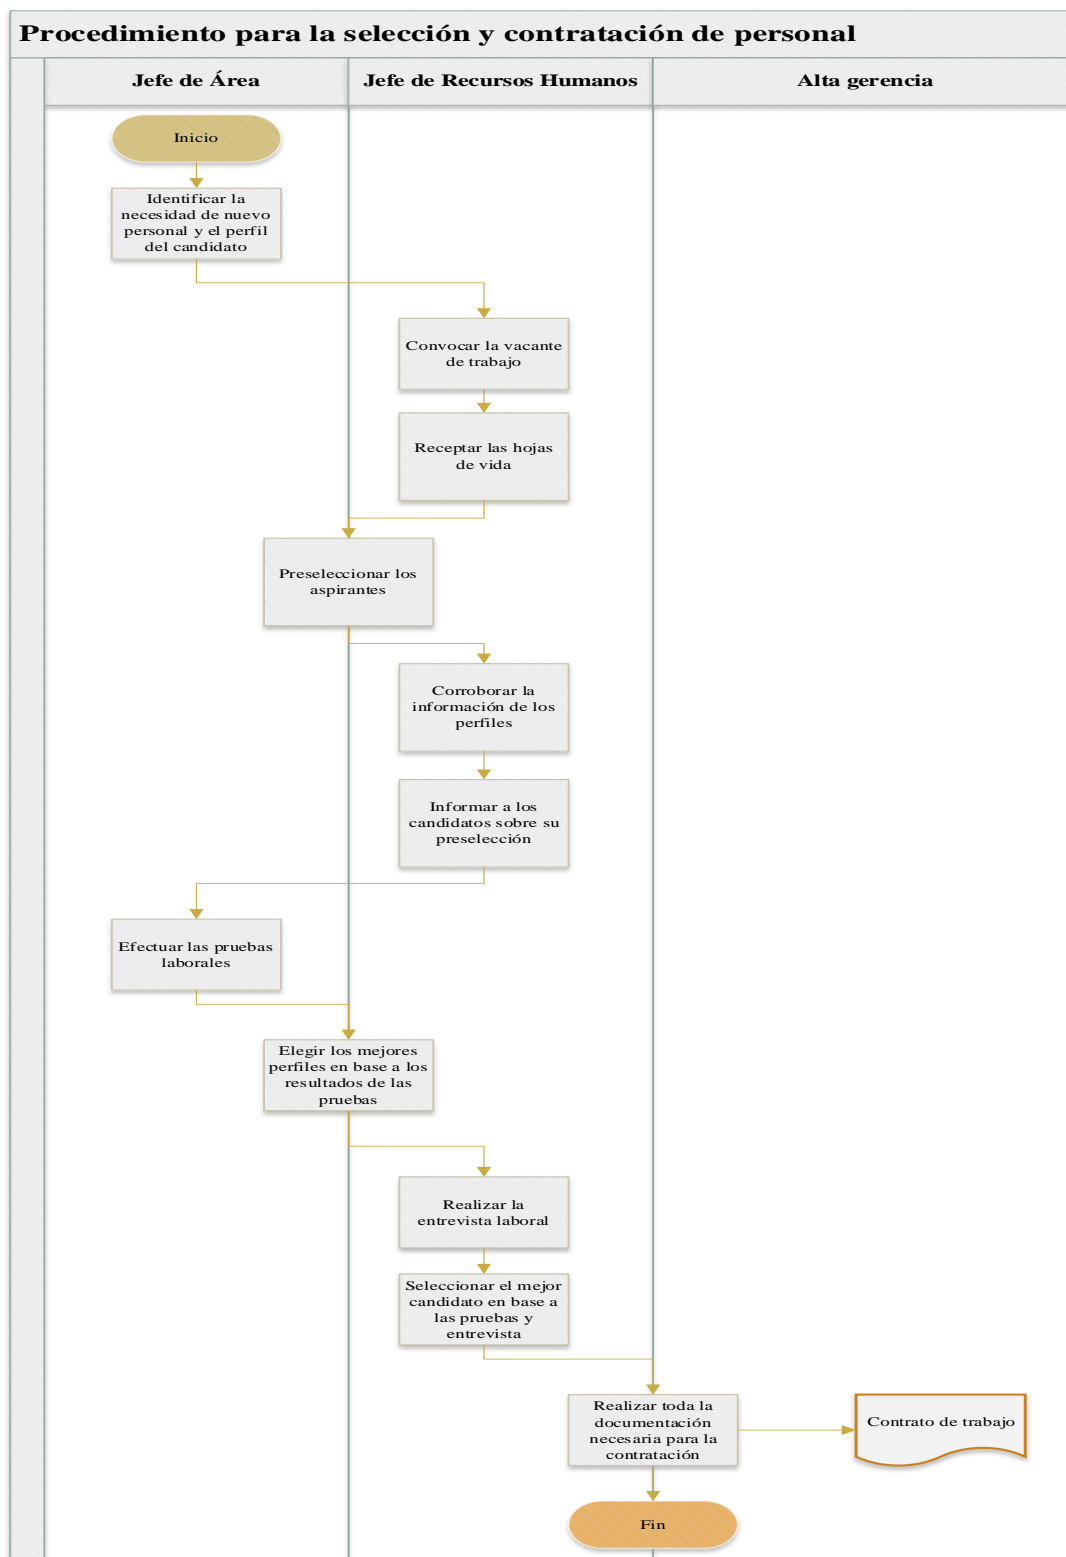 Procedimiento para la selección y contratación de personal
Jefe de Área
Jefe de Recursos Humanos
Alta gerencia
Inicio
Identificar la
necesidad de nuevo
personal y el perfil
del candidato
Convocar la vacante
de trabajo
Receptar las hojas
de vida
Preseleccionar los
aspirantes
Corroborar la
información de los
perfiles
Informar a los
candidatos sobre su
preselección
Efectuar las pruebas
laborales
Elegir los mejores
perfiles en base a los
resultados de las
pruebas
Realizar la
entrevista laboral
Seleccionar el mejor
candidato en base a
las pruebas y
entrevista
Realizar toda la
documentación
necesaria para la
contratación
Contrato de trabajo
Fin